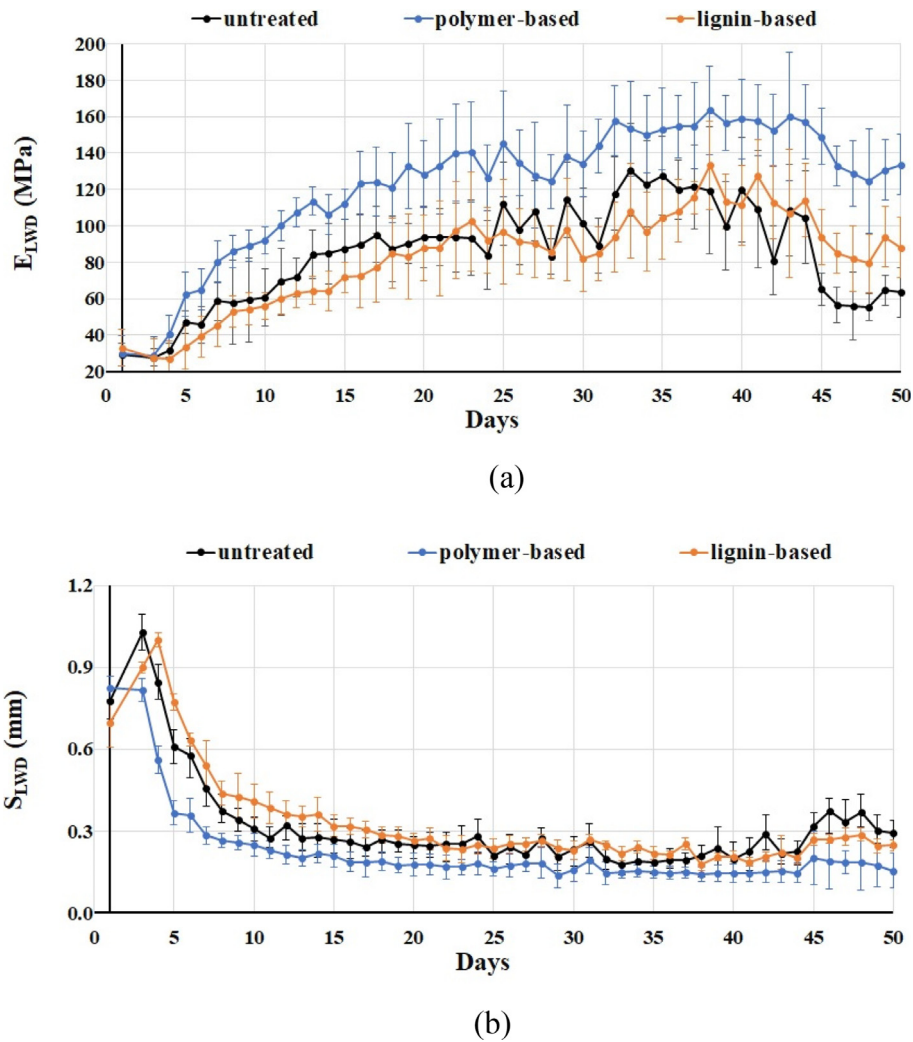 untreated polymer-based lignin-based
200
180
160
140
120
100
80
60
40
20
E_LWD (MPa)
0 5 10 15 20 25 30 35 40 45 50
Days
(a)
untreated polymer-based lignin-based
1.2
0.9
0.6
0.3
0.0
S_LWD (mm)
0 5 10 15 20 25 30 35 40 45 50
Days
(b)